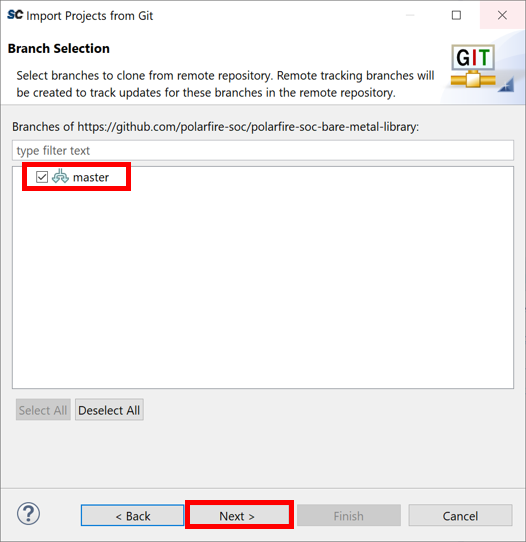 SC Import Projects from Git
Branch Selection
GIT
Select branches to clone from remote repository. Remote tracking branches will
be created to track updates for these branches in the remote repository.
Branches of https://github.com/polarfire-soc/polarfire-soc-bare-metal-library:
type filter text
master
Select All Deselect All
? < Back Next > Finish Cancel